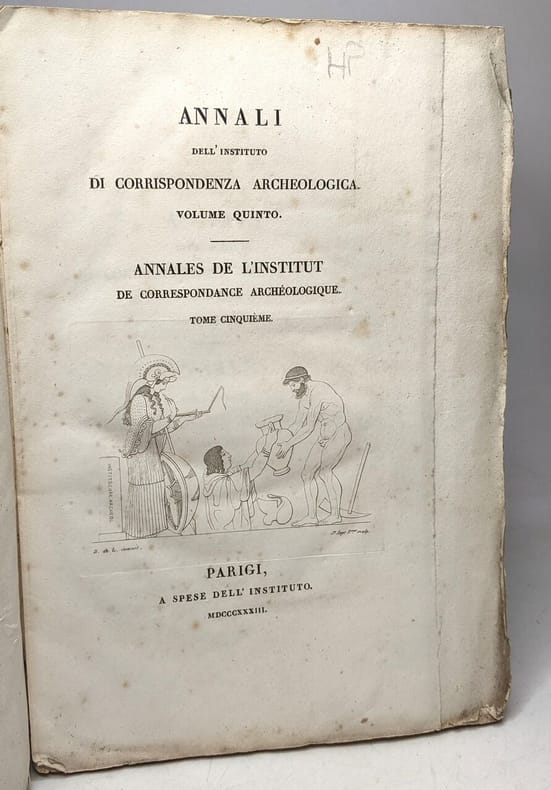 HP
ANNALI
DELL' INSTITUTO
DI CORRISPONDENZA ARCHEOLOGICA.
VOLUME QUINTO.
ANNALES DE L'INSTITUT
DE CORRESPONDANCE ARCHÉOLOGIQUE.
TOME CINQUIÈME.
PARIGI,
A SPESE DELL' INSTITUTO.
MDCCCXXXIII.